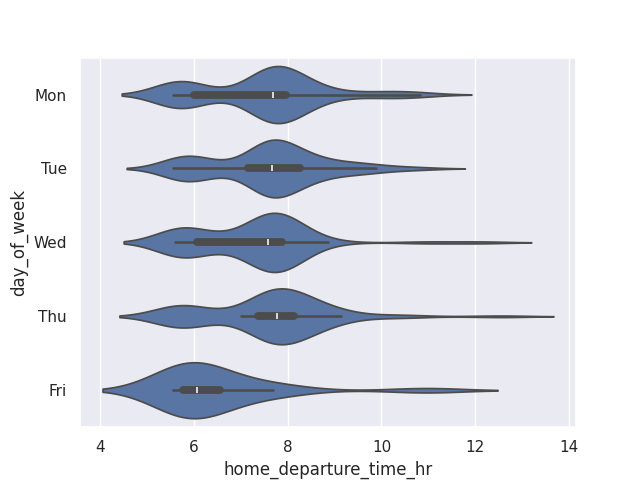 Mon
Tue
Wed
Thu
Fri
day_of_week
4 6 8 10 12 14
home_departure_time_hr